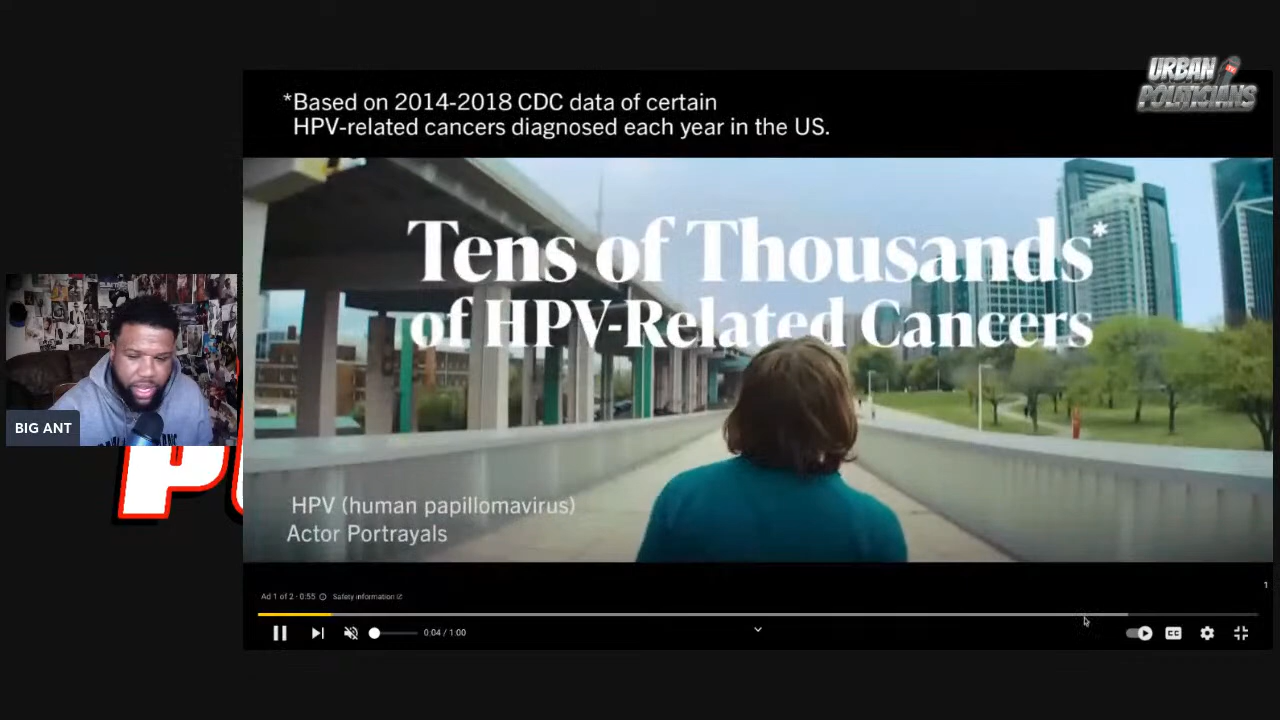 URBAN
POLITICIANS
*Based on 2014-2018 CDC data of certain
HPV-related cancers diagnosed each year in the US.
Tens of Thousands*
of HPV-Related Cancers
BIG ANT
HPV (human papillomavirus)
Actor Portrayals
1
Ad 1 of 2 · 0:55 Safety information
0:04 / 1:00
CC